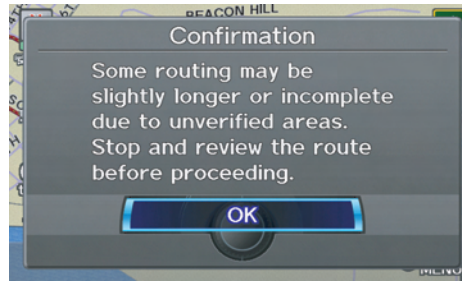 BEACON HILL
Confirmation
Some routing may be
slightly longer or incomplete
due to unverified areas.
Stop and review the route
before proceeding.
OK
MENU